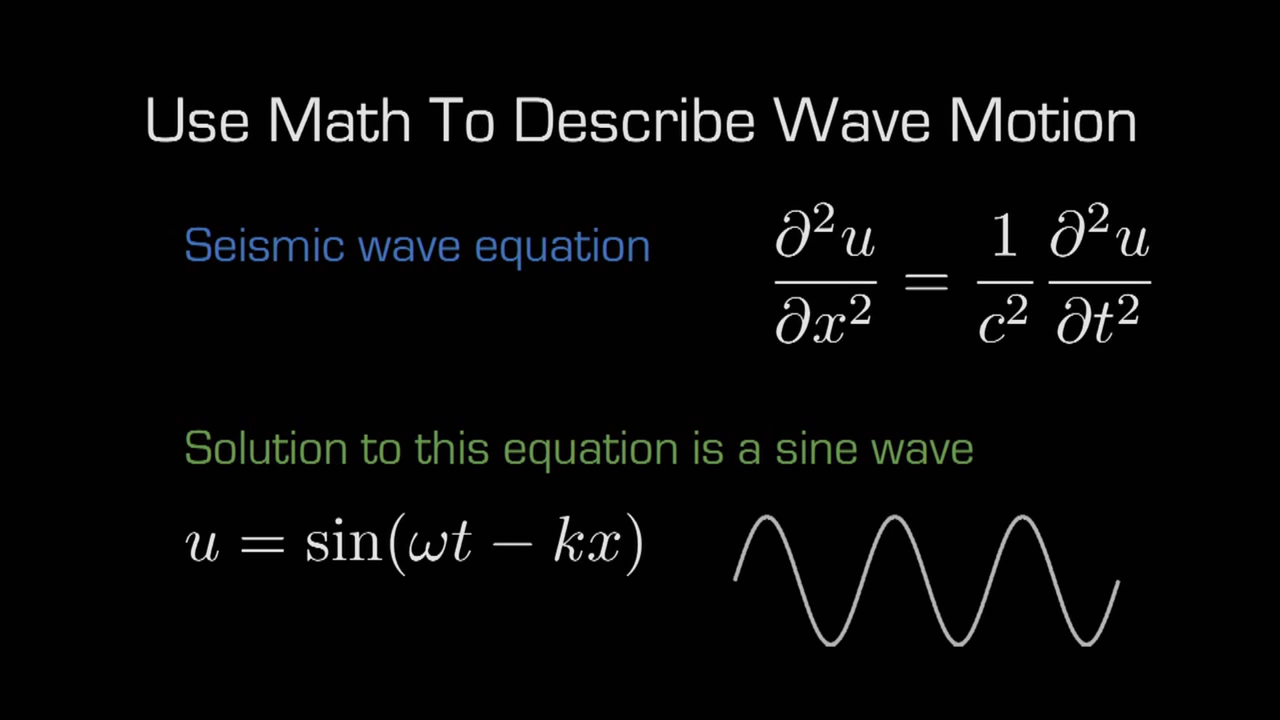 Use Math To Describe Wave Motion
Seismic wave equation
∂²u/∂x² = 1/c² ∂²u/∂t²
Solution to this equation is a sine wave
u = sin(ωt − kx)